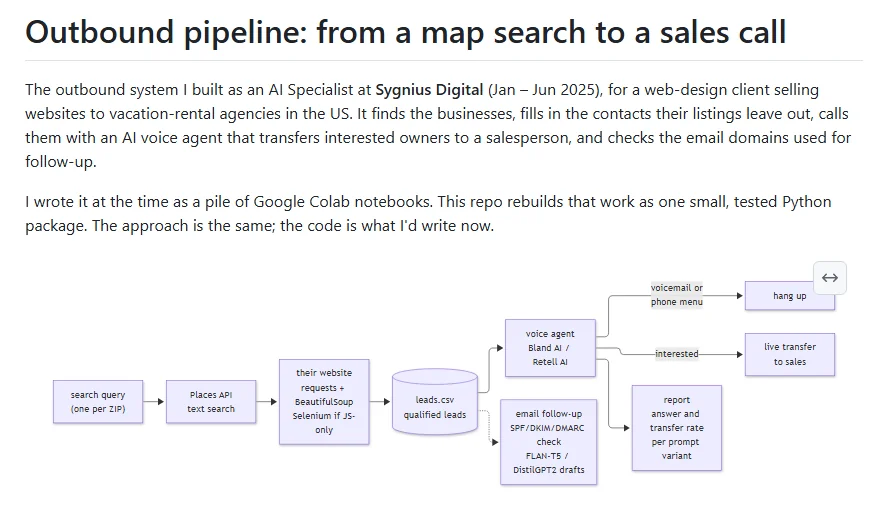 Outbound pipeline: from a map search to a sales call
The outbound system I built as an AI Specialist at Sygnius Digital (Jan – Jun 2025), for a web-design client selling
websites to vacation-rental agencies in the US. It finds the businesses, fills in the contacts their listings leave out, calls
them with an AI voice agent that transfers interested owners to a salesperson, and checks the email domains used for
follow-up.
I wrote it at the time as a pile of Google Colab notebooks. This repo rebuilds that work as one small, tested Python
package. The approach is the same; the code is what I'd write now.
search query
(one per ZIP)
Places API
text search
their website
requests +
BeautifulSoup
Selenium if JS-
only
leads.csv
qualified leads
voice agent
Bland AI /
Retell AI
email follow-up
SPF/DKIM/DMARC
check
FLAN-T5 /
DistilGPT2 drafts
voicemail or
phone menu
hang up
interested
live transfer
to sales
report
answer and
transfer rate
per prompt
variant